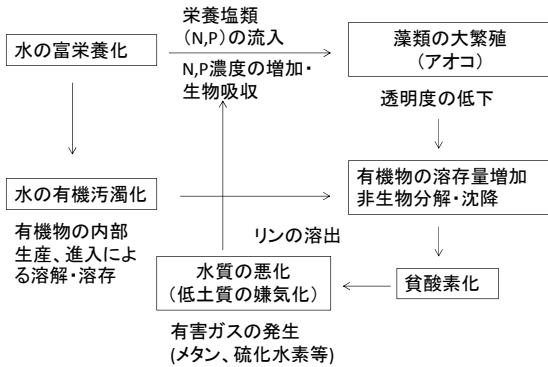 栄養塩類
(N,P)の流入
水の富栄養化
藻類の大繁殖
(アオコ)
N,P濃度の増加・
生物吸収
透明度の低下
水の有機汚濁化
有機物の溶存量増加
非生物分解・沈降
有機物の内部
生産、進入によ
る溶解・溶存
リンの溶出
水質の悪化
(低土質の嫌気化)
貧酸素化
有害ガスの発生
(メタン、硫化水素等)